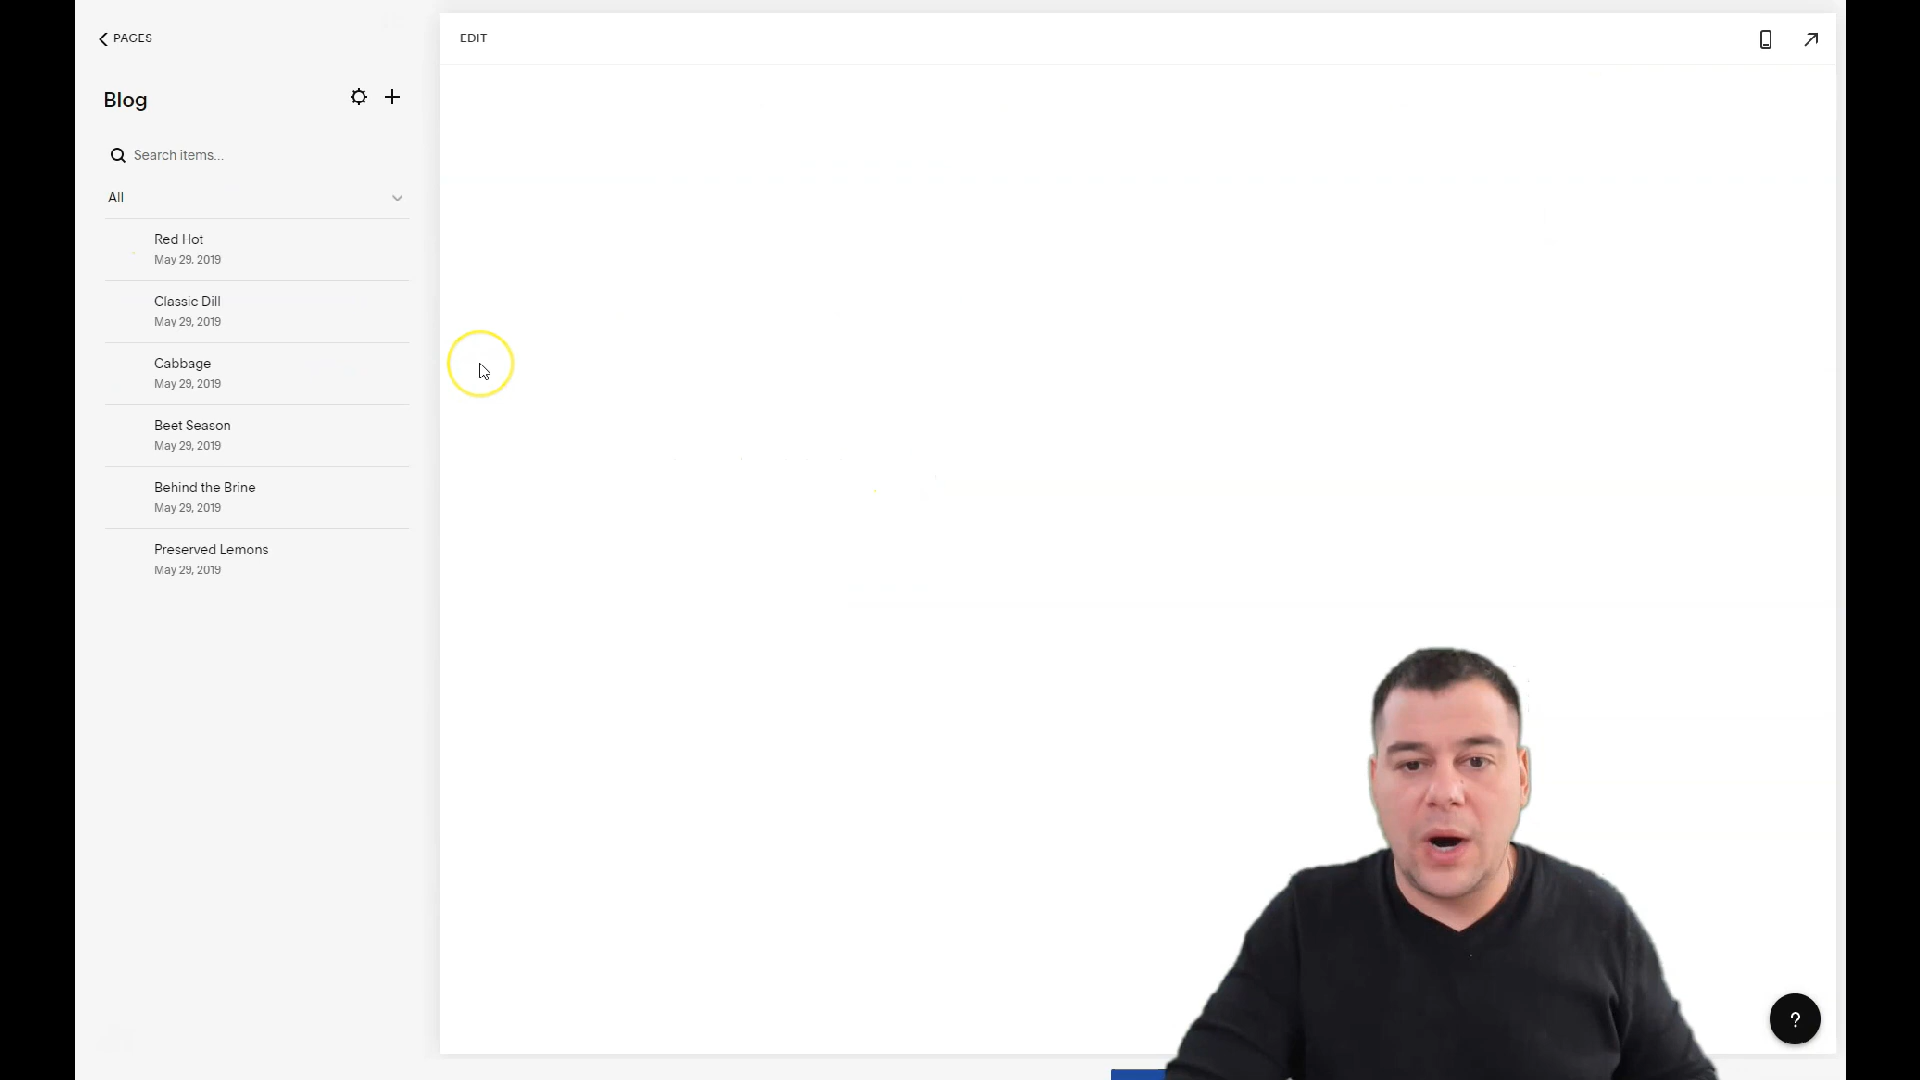 PAGES
EDIT
Blog
Search items...
All
Red Hot
May 29, 2019
Classic Dill
May 29, 2019
Cabbage
May 29, 2019
Beet Season
May 29, 2019
Behind the Brine
May 29, 2019
Preserved Lemons
May 29, 2019
?